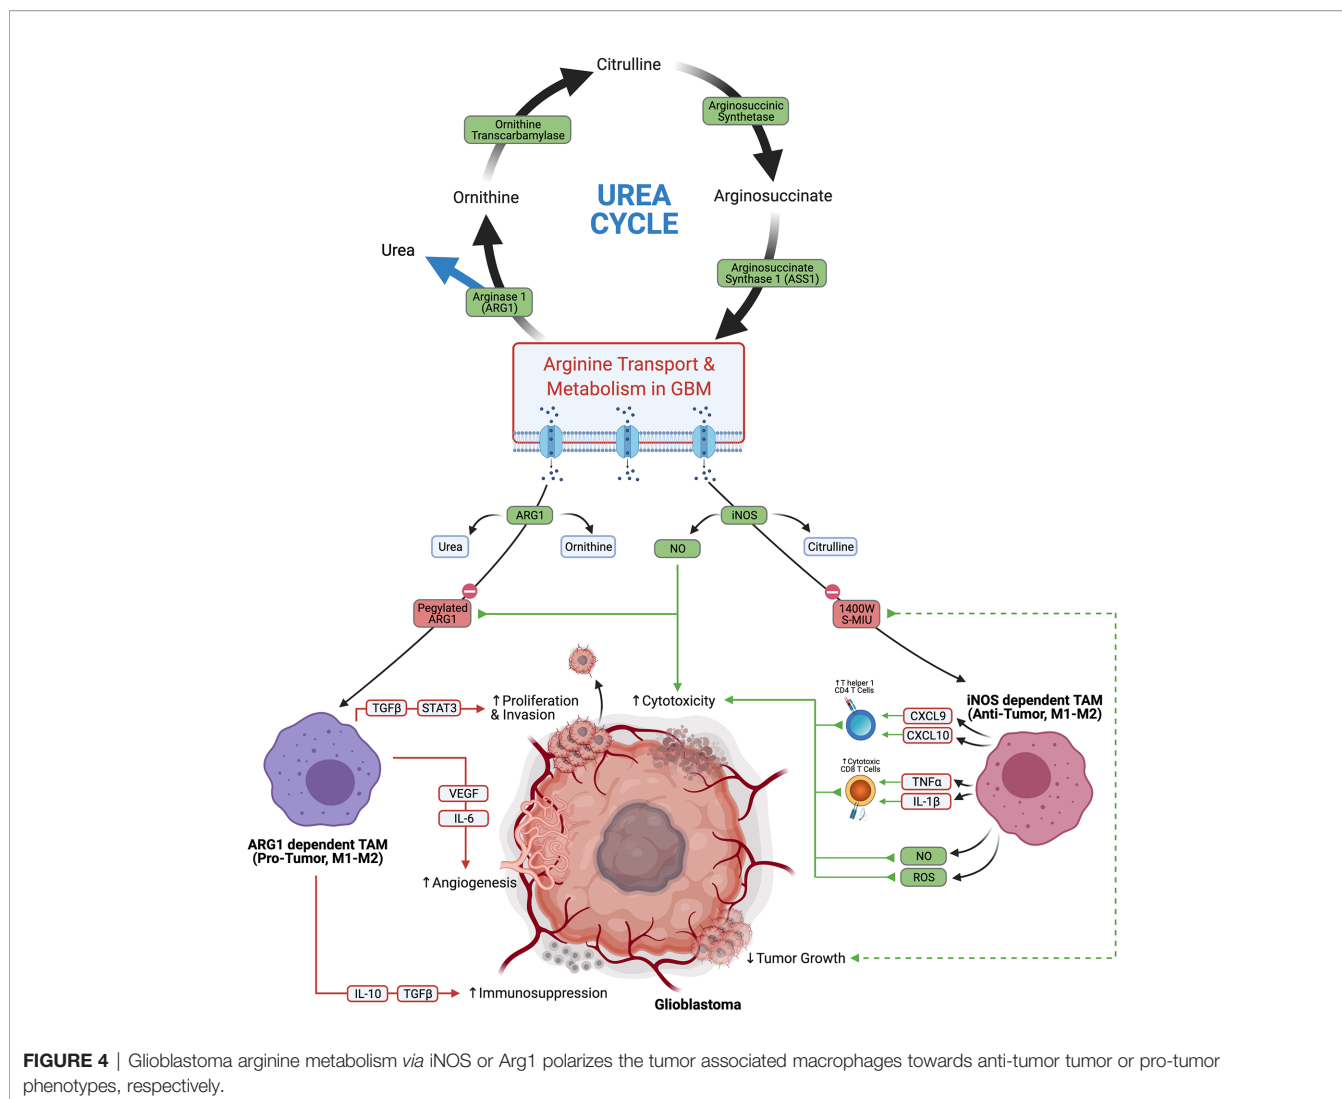 Citrulline
Arginosuccinic
Synthetase
Ornithine
Transcarbamylase
UREA
CYCLE
Ornithine
Arginosuccinate
Urea
Arginosuccinate
Synthase 1 (ASS1)
Arginase 1
(ARG1)
Arginine Transport &
Metabolism in GBM
ARG1
iNOS
Urea
Ornithine
NO
Citrulline
Pegylated
ARG1
1400W
S-MIU
TGFβ
STAT3
↑Proliferation
& Invasion
↑Cytotoxicity
↑T helper 1
CD4 T Cells
CXCL9
CXCL10
iNOS dependent TAM
(Anti-Tumor, M1-M2)
↑Cytotoxic
CD8 T Cells
TNFα
IL-1β
VEGF
IL-6
ARG1 dependent TAM
(Pro-Tumor, M1-M2)
↑Angiogenesis
NO
ROS
↓Tumor Growth
IL-10
TGFβ
↑Immunosuppression
Glioblastoma
FIGURE 4 | Glioblastoma arginine metabolism via iNOS or Arg1 polarizes the tumor associated macrophages towards anti-tumor tumor or pro-tumor
phenotypes, respectively.